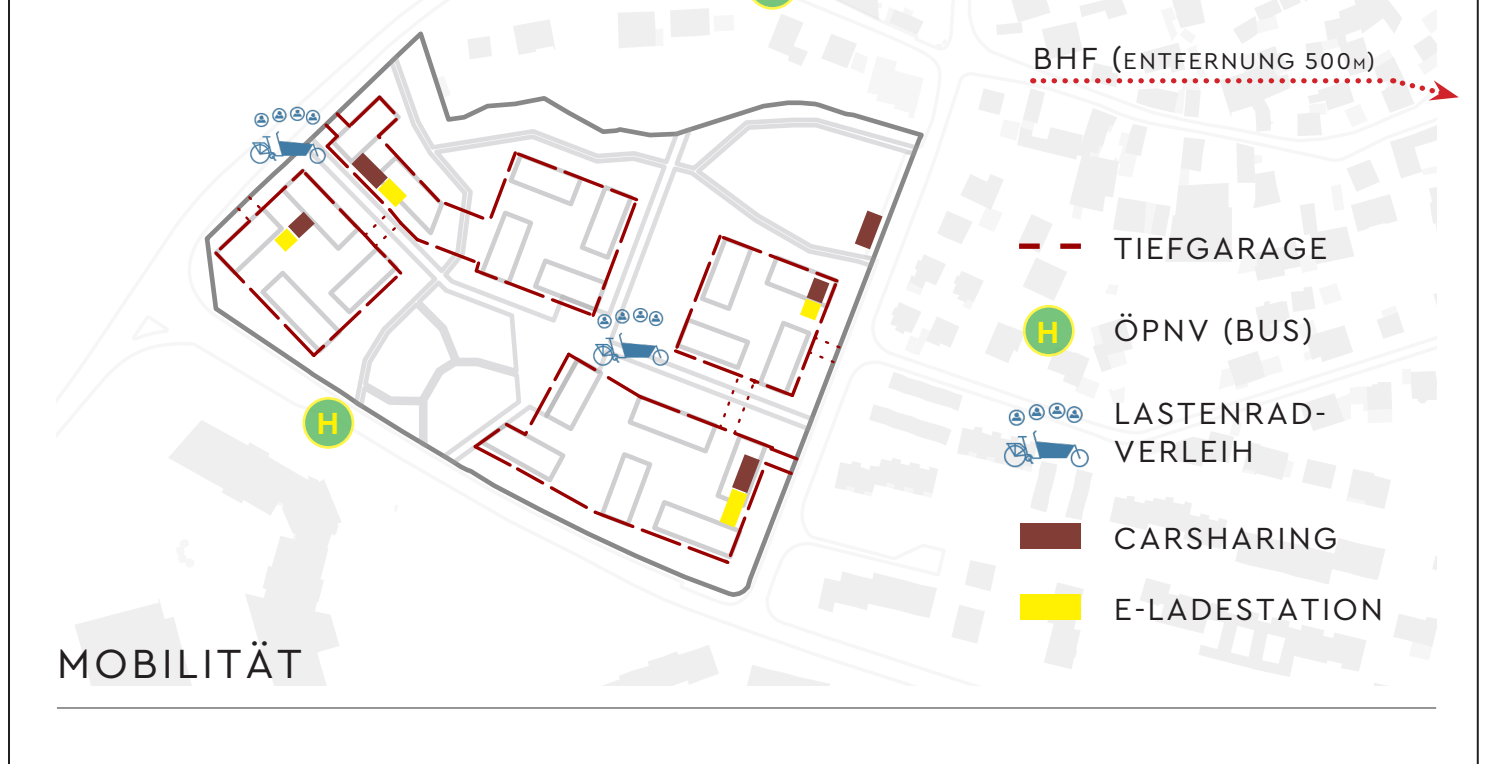 BHF (ENTFERNUNG 500M)
TIEFGARAGE
H
ÖPNV (BUS)
LASTENRAD-
VERLEIH
H
CARSHARING
E-LADESTATION
MOBILITÄT